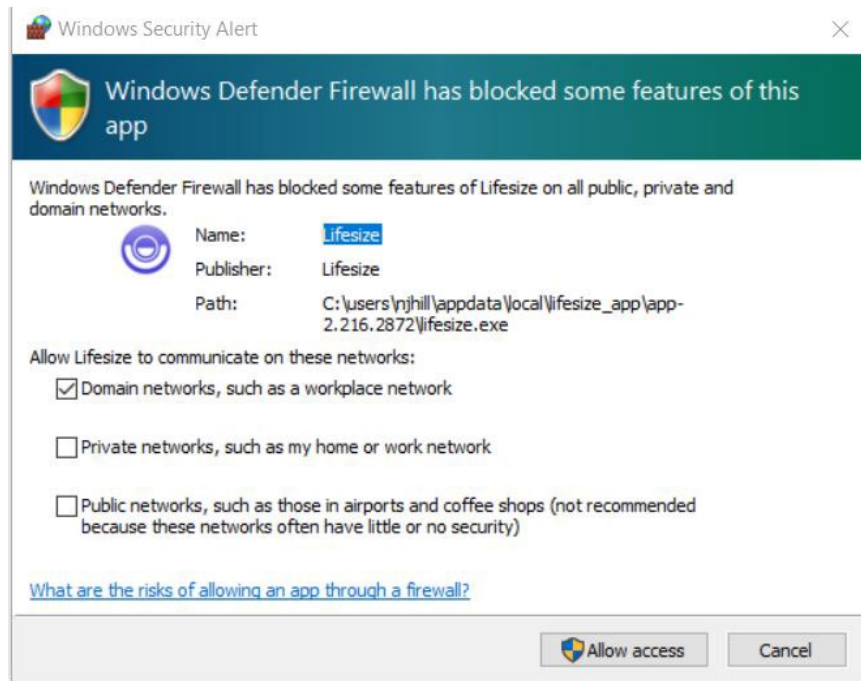 Windows Security Alert
Windows Defender Firewall has blocked some features of this
app
Windows Defender Firewall has blocked some features of Lifesize on all public, private and
domain networks.
Name: Lifesize
Publisher: Lifesize
Path: C:\users\njhill\appdata\local\lifesize_app\app-
2.216.2872\lifesize.exe
Allow Lifesize to communicate on these networks:
Domain networks, such as a workplace network
Private networks, such as my home or work network
Public networks, such as those in airports and coffee shops (not recommended
because these networks often have little or no security)
What are the risks of allowing an app through a firewall?
Allow access Cancel